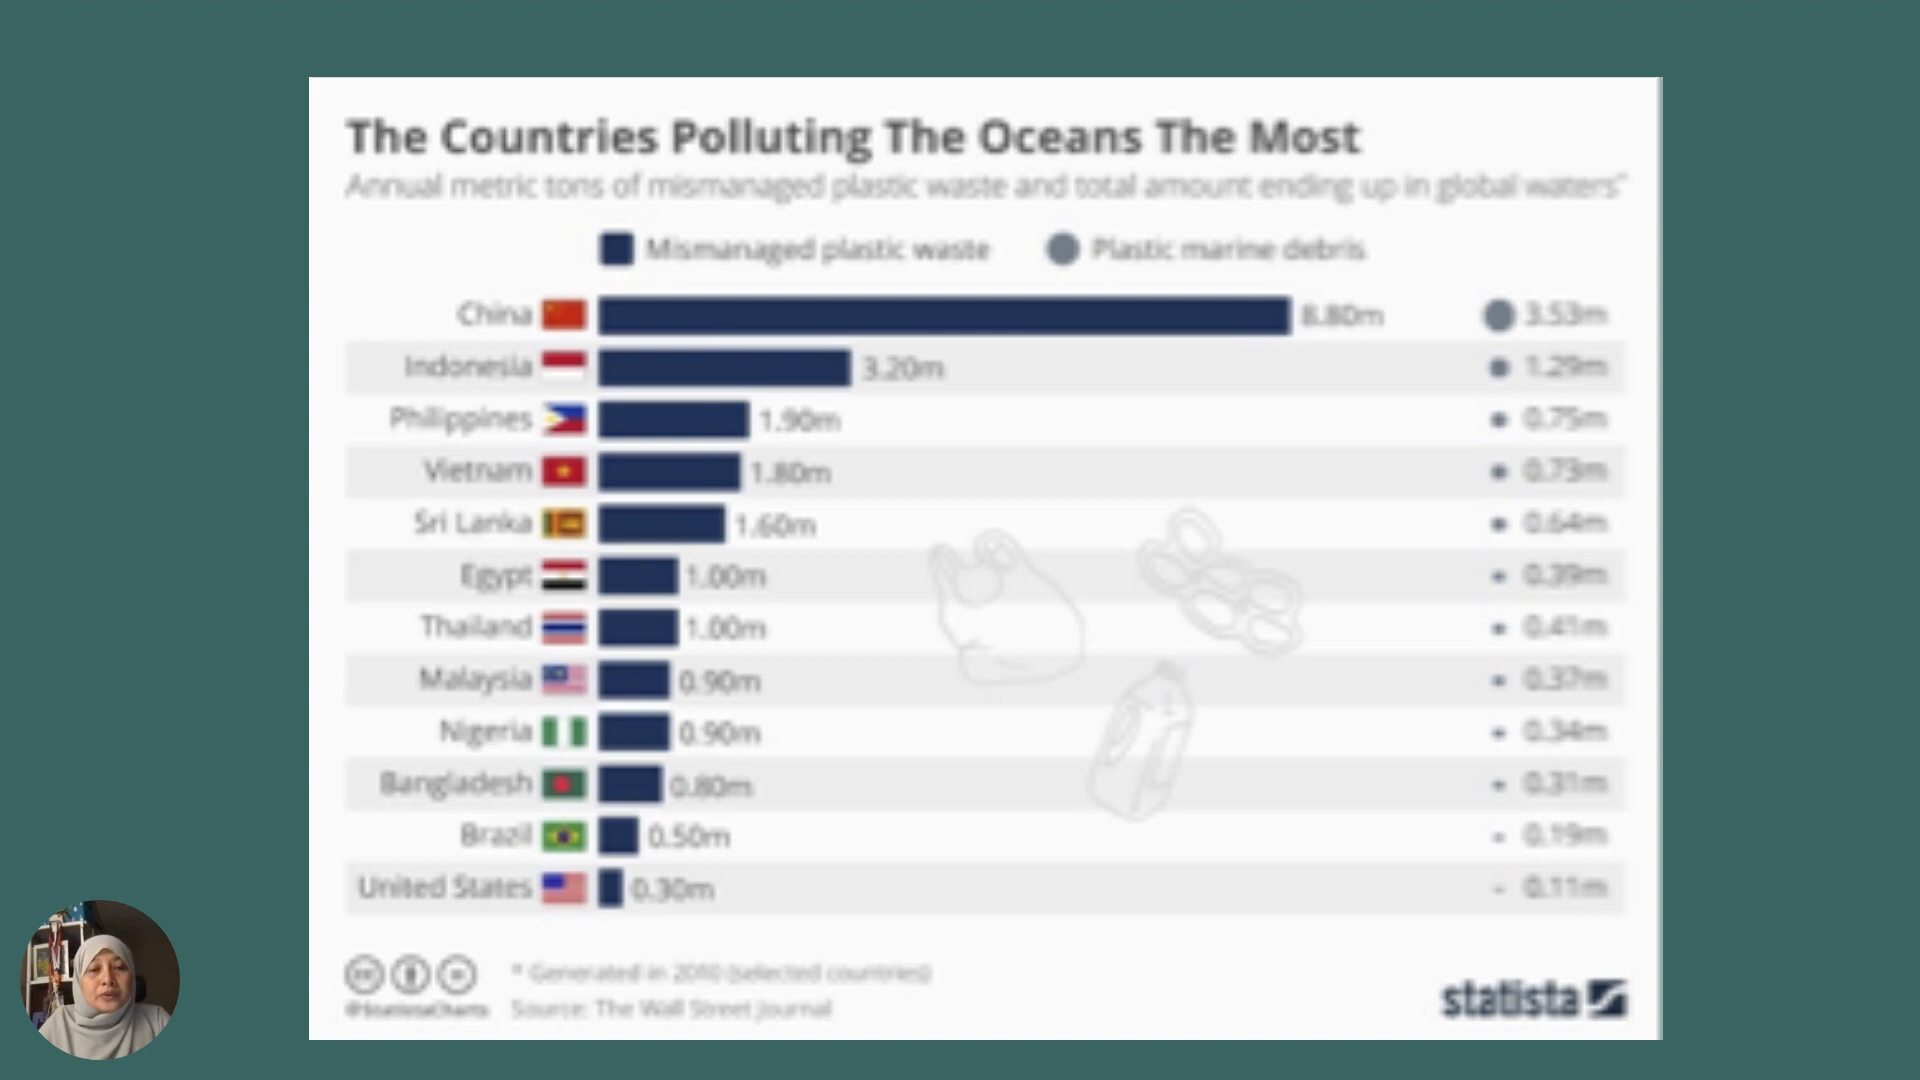 The Countries Polluting The Oceans The Most
Annual metric tons of mismanaged plastic waste and total amount ending up in global waters*
Mismanaged plastic waste Plastic marine debris
China 8.80m 3.53m
Indonesia 3.20m 1.29m
Philippines 1.90m 0.75m
Vietnam 1.80m 0.73m
Sri Lanka 1.60m 0.64m
Egypt 1.00m 0.39m
Thailand 1.00m 0.41m
Malaysia 0.90m 0.37m
Nigeria 0.90m 0.34m
Bangladesh 0.80m 0.31m
Brazil 0.50m 0.19m
United States 0.30m 0.11m
* Generated in 2010 (selected countries)
@StatistaCharts Source: The Wall Street Journal
statista